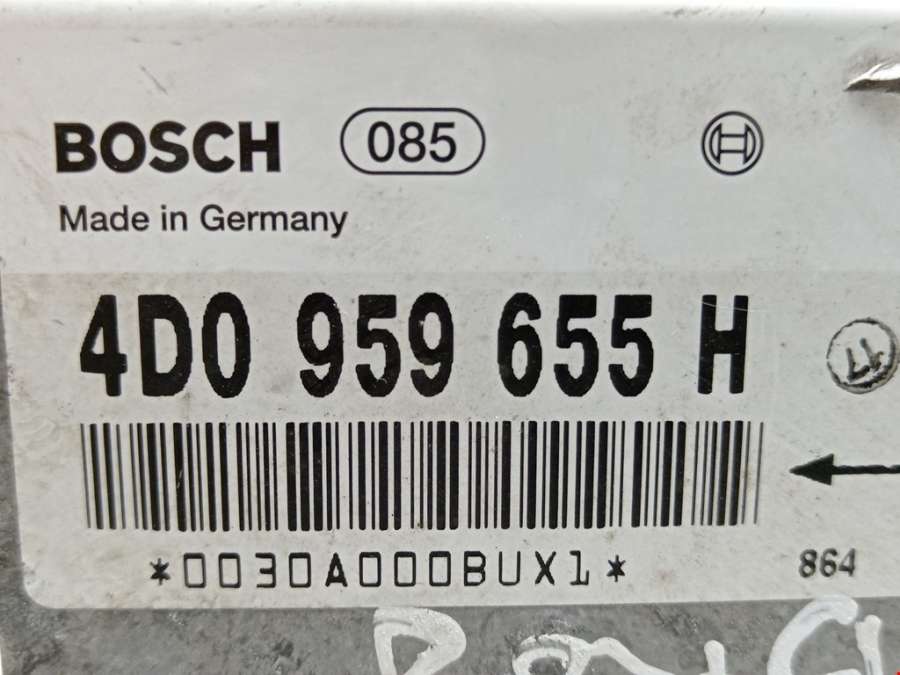 BOSCH 085
Made in Germany
4D0 959 655 H
*0030A000BUX1*
864